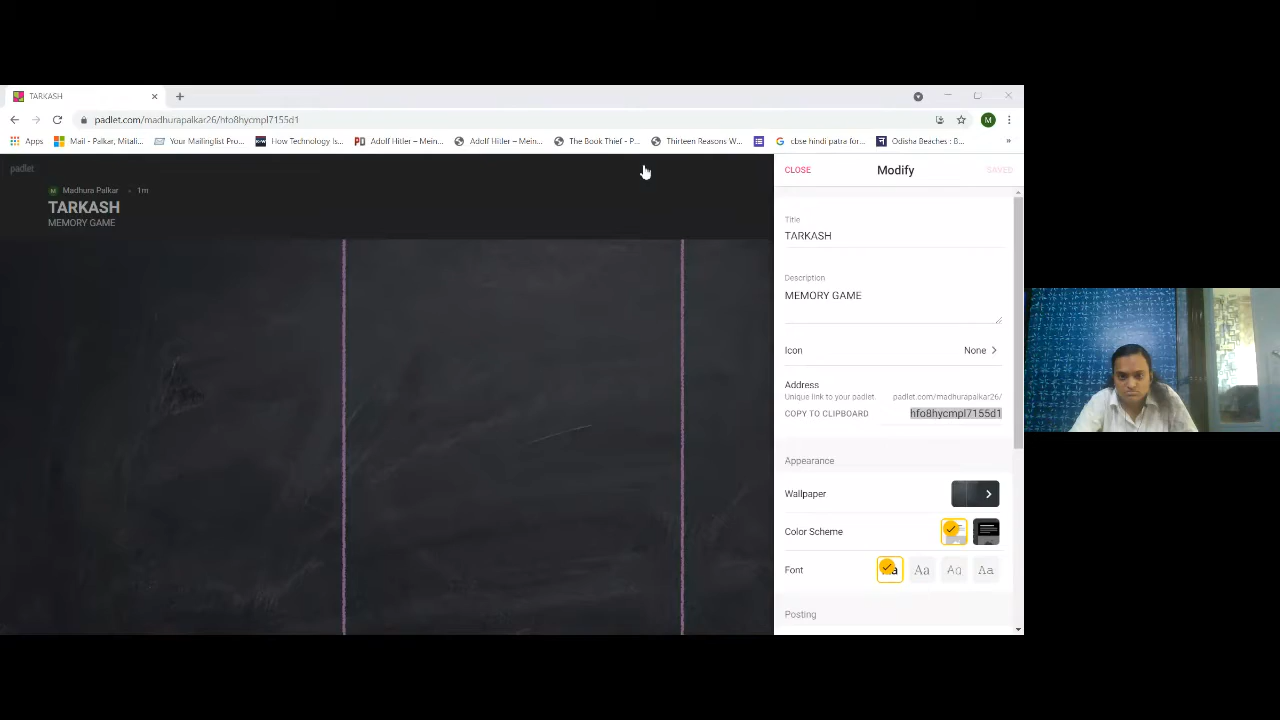 TARKASH
padlet.com/madhurapalkar26/hfo8hycmpl7155d1
M
Apps
Mail - Palkar, Mitali...
Your Mailinglist Pro...
How Technology Is...
Adolf Hitler – Mein...
Adolf Hitler – Mein...
The Book Thief - P...
Thirteen Reasons W...
cbse hindi patra for...
Odisha Beaches : B...
»
padlet
M Madhura Palkar • 1m
TARKASH
MEMORY GAME
CLOSE
Modify
SAVED
Title
TARKASH
Description
MEMORY GAME
Icon
None
Address
Unique link to your padlet.
padlet.com/madhurapalkar26/
COPY TO CLIPBOARD
hfo8hycmpl7155d1
Appearance
Wallpaper
Color Scheme
Font
Aa
Aa
Aa
Posting